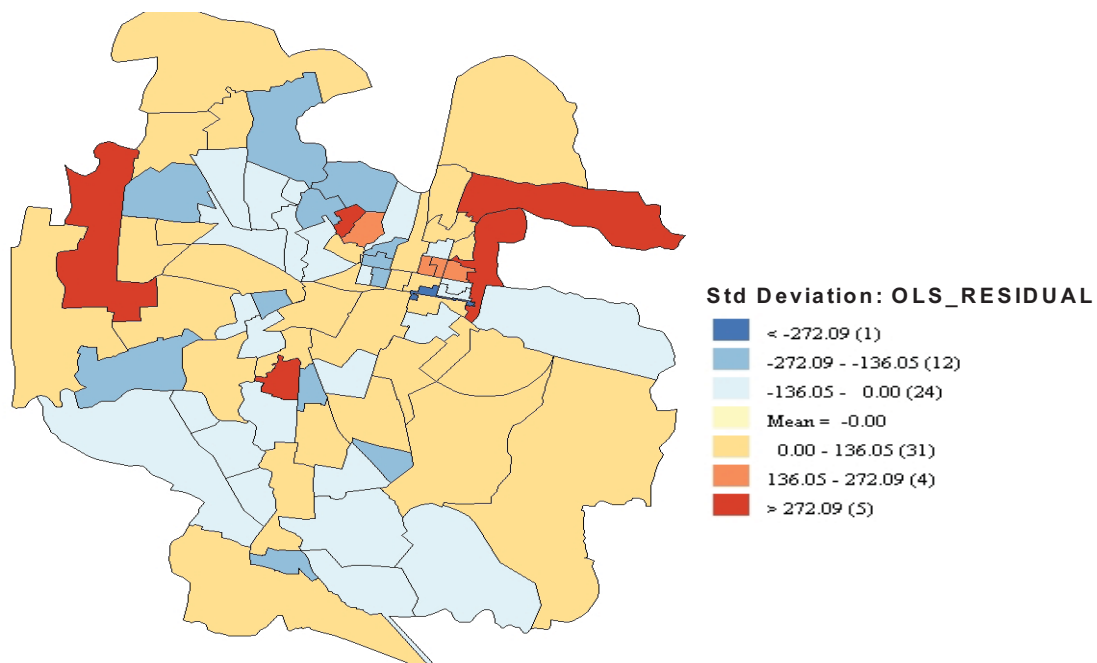 Std Deviation: OLS_RESIDUAL
< -272.09 (1)
-272.09 - -136.05 (12)
-136.05 - 0.00 (24)
Mean = -0.00
0.00 - 136.05 (31)
136.05 - 272.09 (4)
> 272.09 (5)